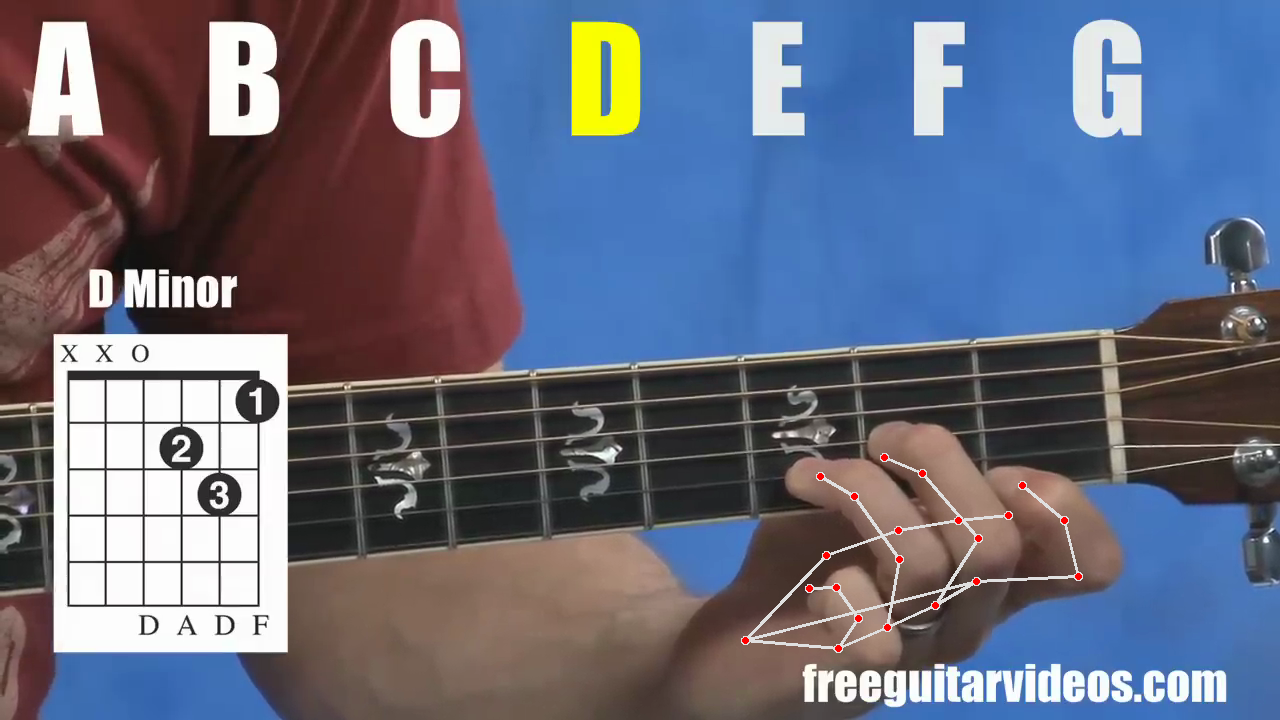 A B C D E F G
D Minor
X X O
1
2
3
D A D F
freeguitarvideos.com